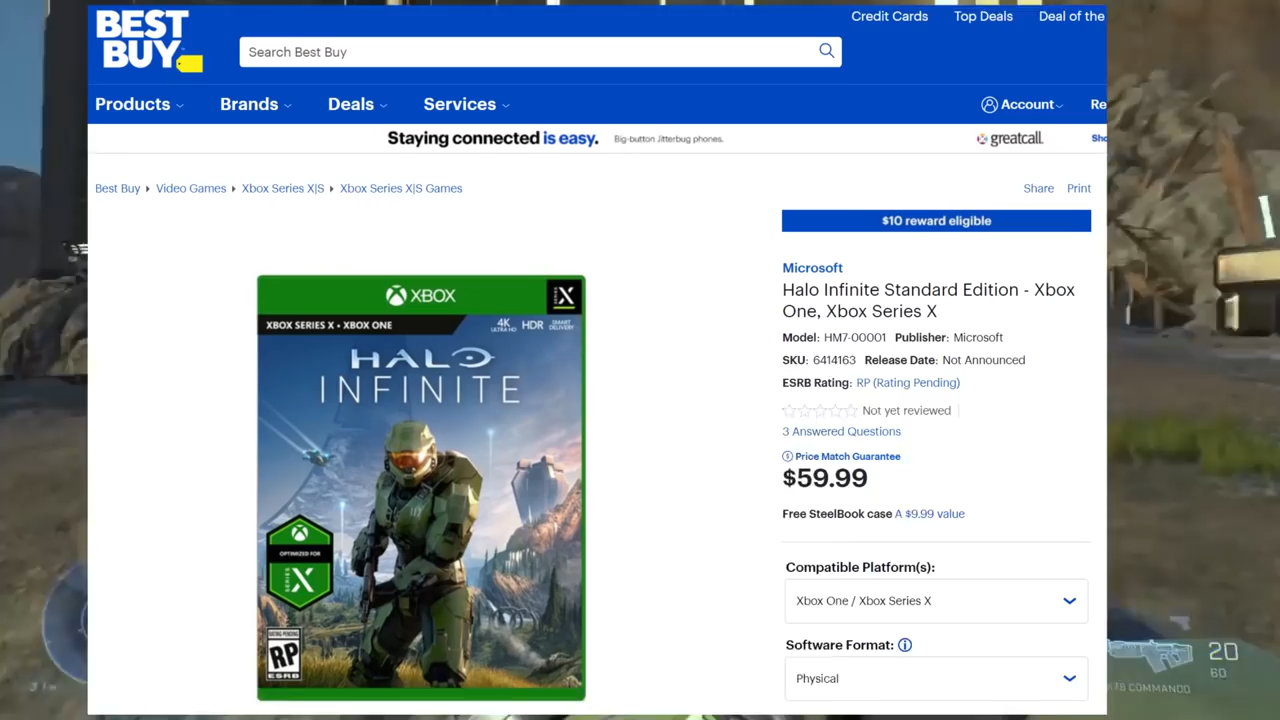 BEST
BUY
Credit Cards Top Deals Deal of the
Search Best Buy
Products Brands Deals Services Account Re
Staying connected is easy. Big-button Jitterbug phones. greatcall. Sho
Best Buy Video Games Xbox Series X|S Xbox Series X|S Games Share Print
$10 reward eligible
Microsoft
Halo Infinite Standard Edition - Xbox
One, Xbox Series X
Model: HM7-00001 Publisher: Microsoft
SKU: 6414163 Release Date: Not Announced
ESRB Rating: RP (Rating Pending)
Not yet reviewed
3 Answered Questions
Price Match Guarantee
$59.99
Free SteelBook case A $9.99 value
Compatible Platform(s):
Xbox One / Xbox Series X
Software Format:
Physical
XBOX
SERIES X
XBOX SERIES X • XBOX ONE
4K ULTRA HD HDR SMART DELIVERY
HALO
INFINITE
OPTIMIZED FOR
SERIES X
RATING PENDING
RP
ESRB
20
60
COMMANDO